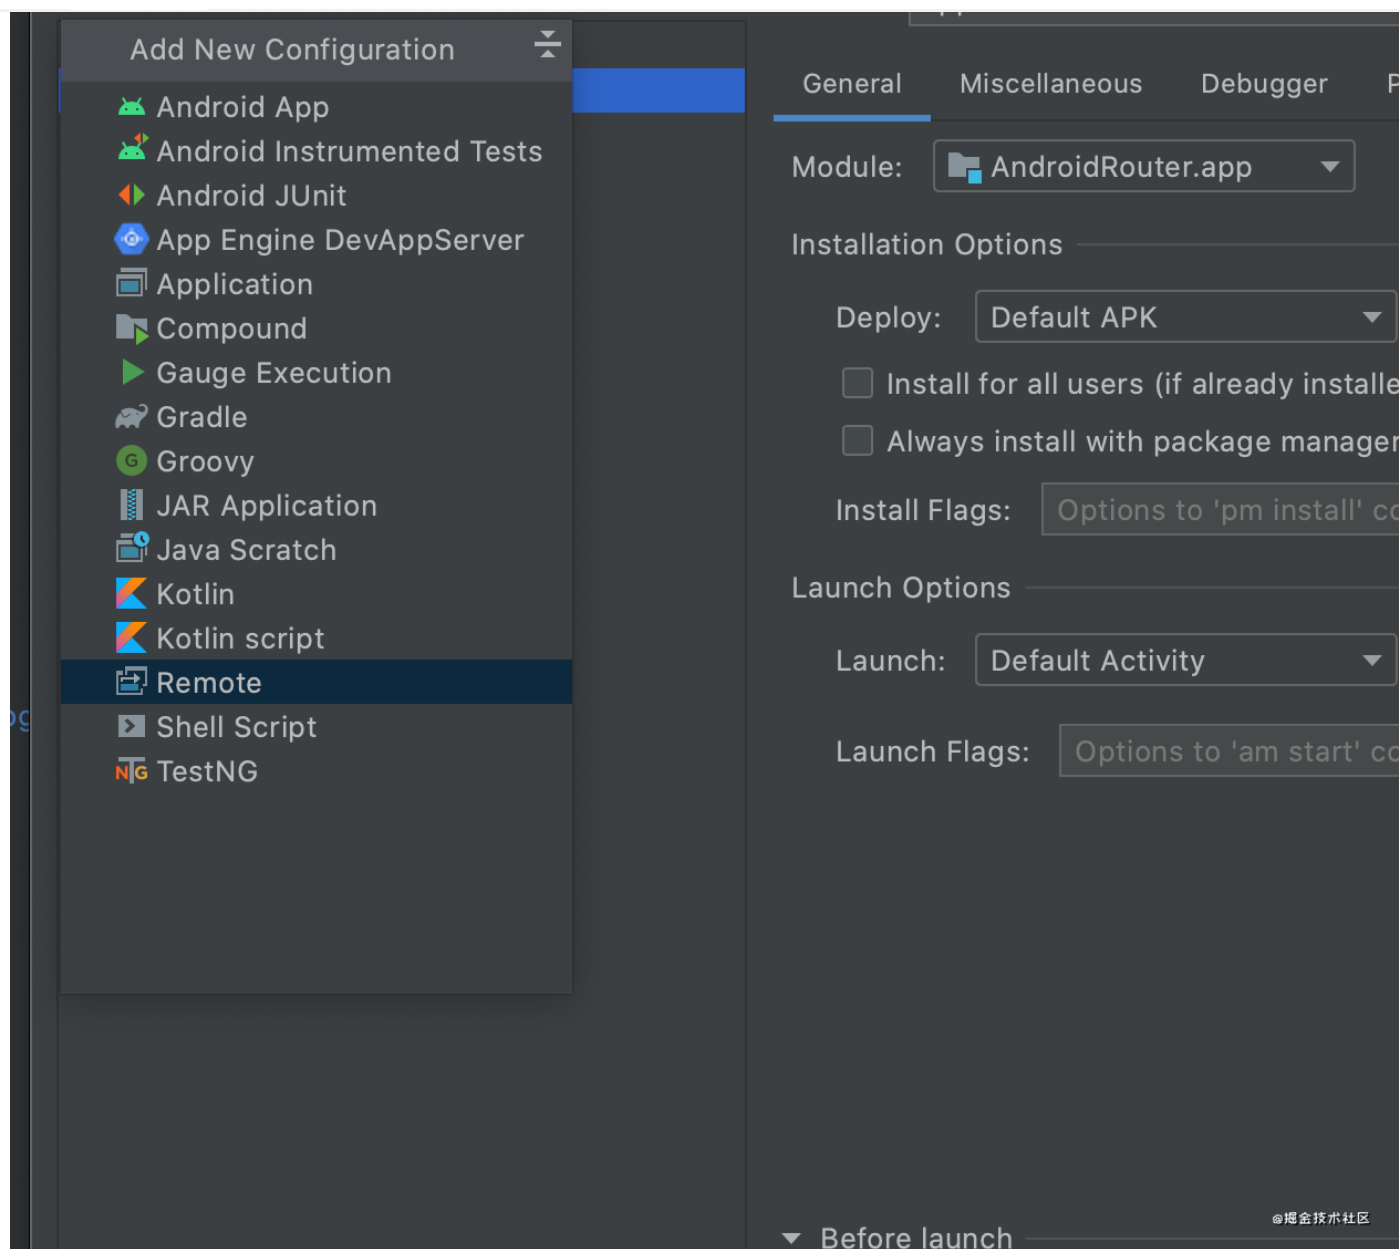 Add New Configuration
Android App
Android Instrumented Tests
Android JUnit
App Engine DevAppServer
Application
Compound
Gauge Execution
Gradle
Groovy
JAR Application
Java Scratch
Kotlin
Kotlin script
Remote
Shell Script
TestNG
General Miscellaneous Debugger P
Module: AndroidRouter.app
Installation Options
Deploy: Default APK
Install for all users (if already installe
Always install with package manager
Install Flags: Options to 'pm install' co
Launch Options
Launch: Default Activity
Launch Flags: Options to 'am start' co
Before launch
@掘金技术社区